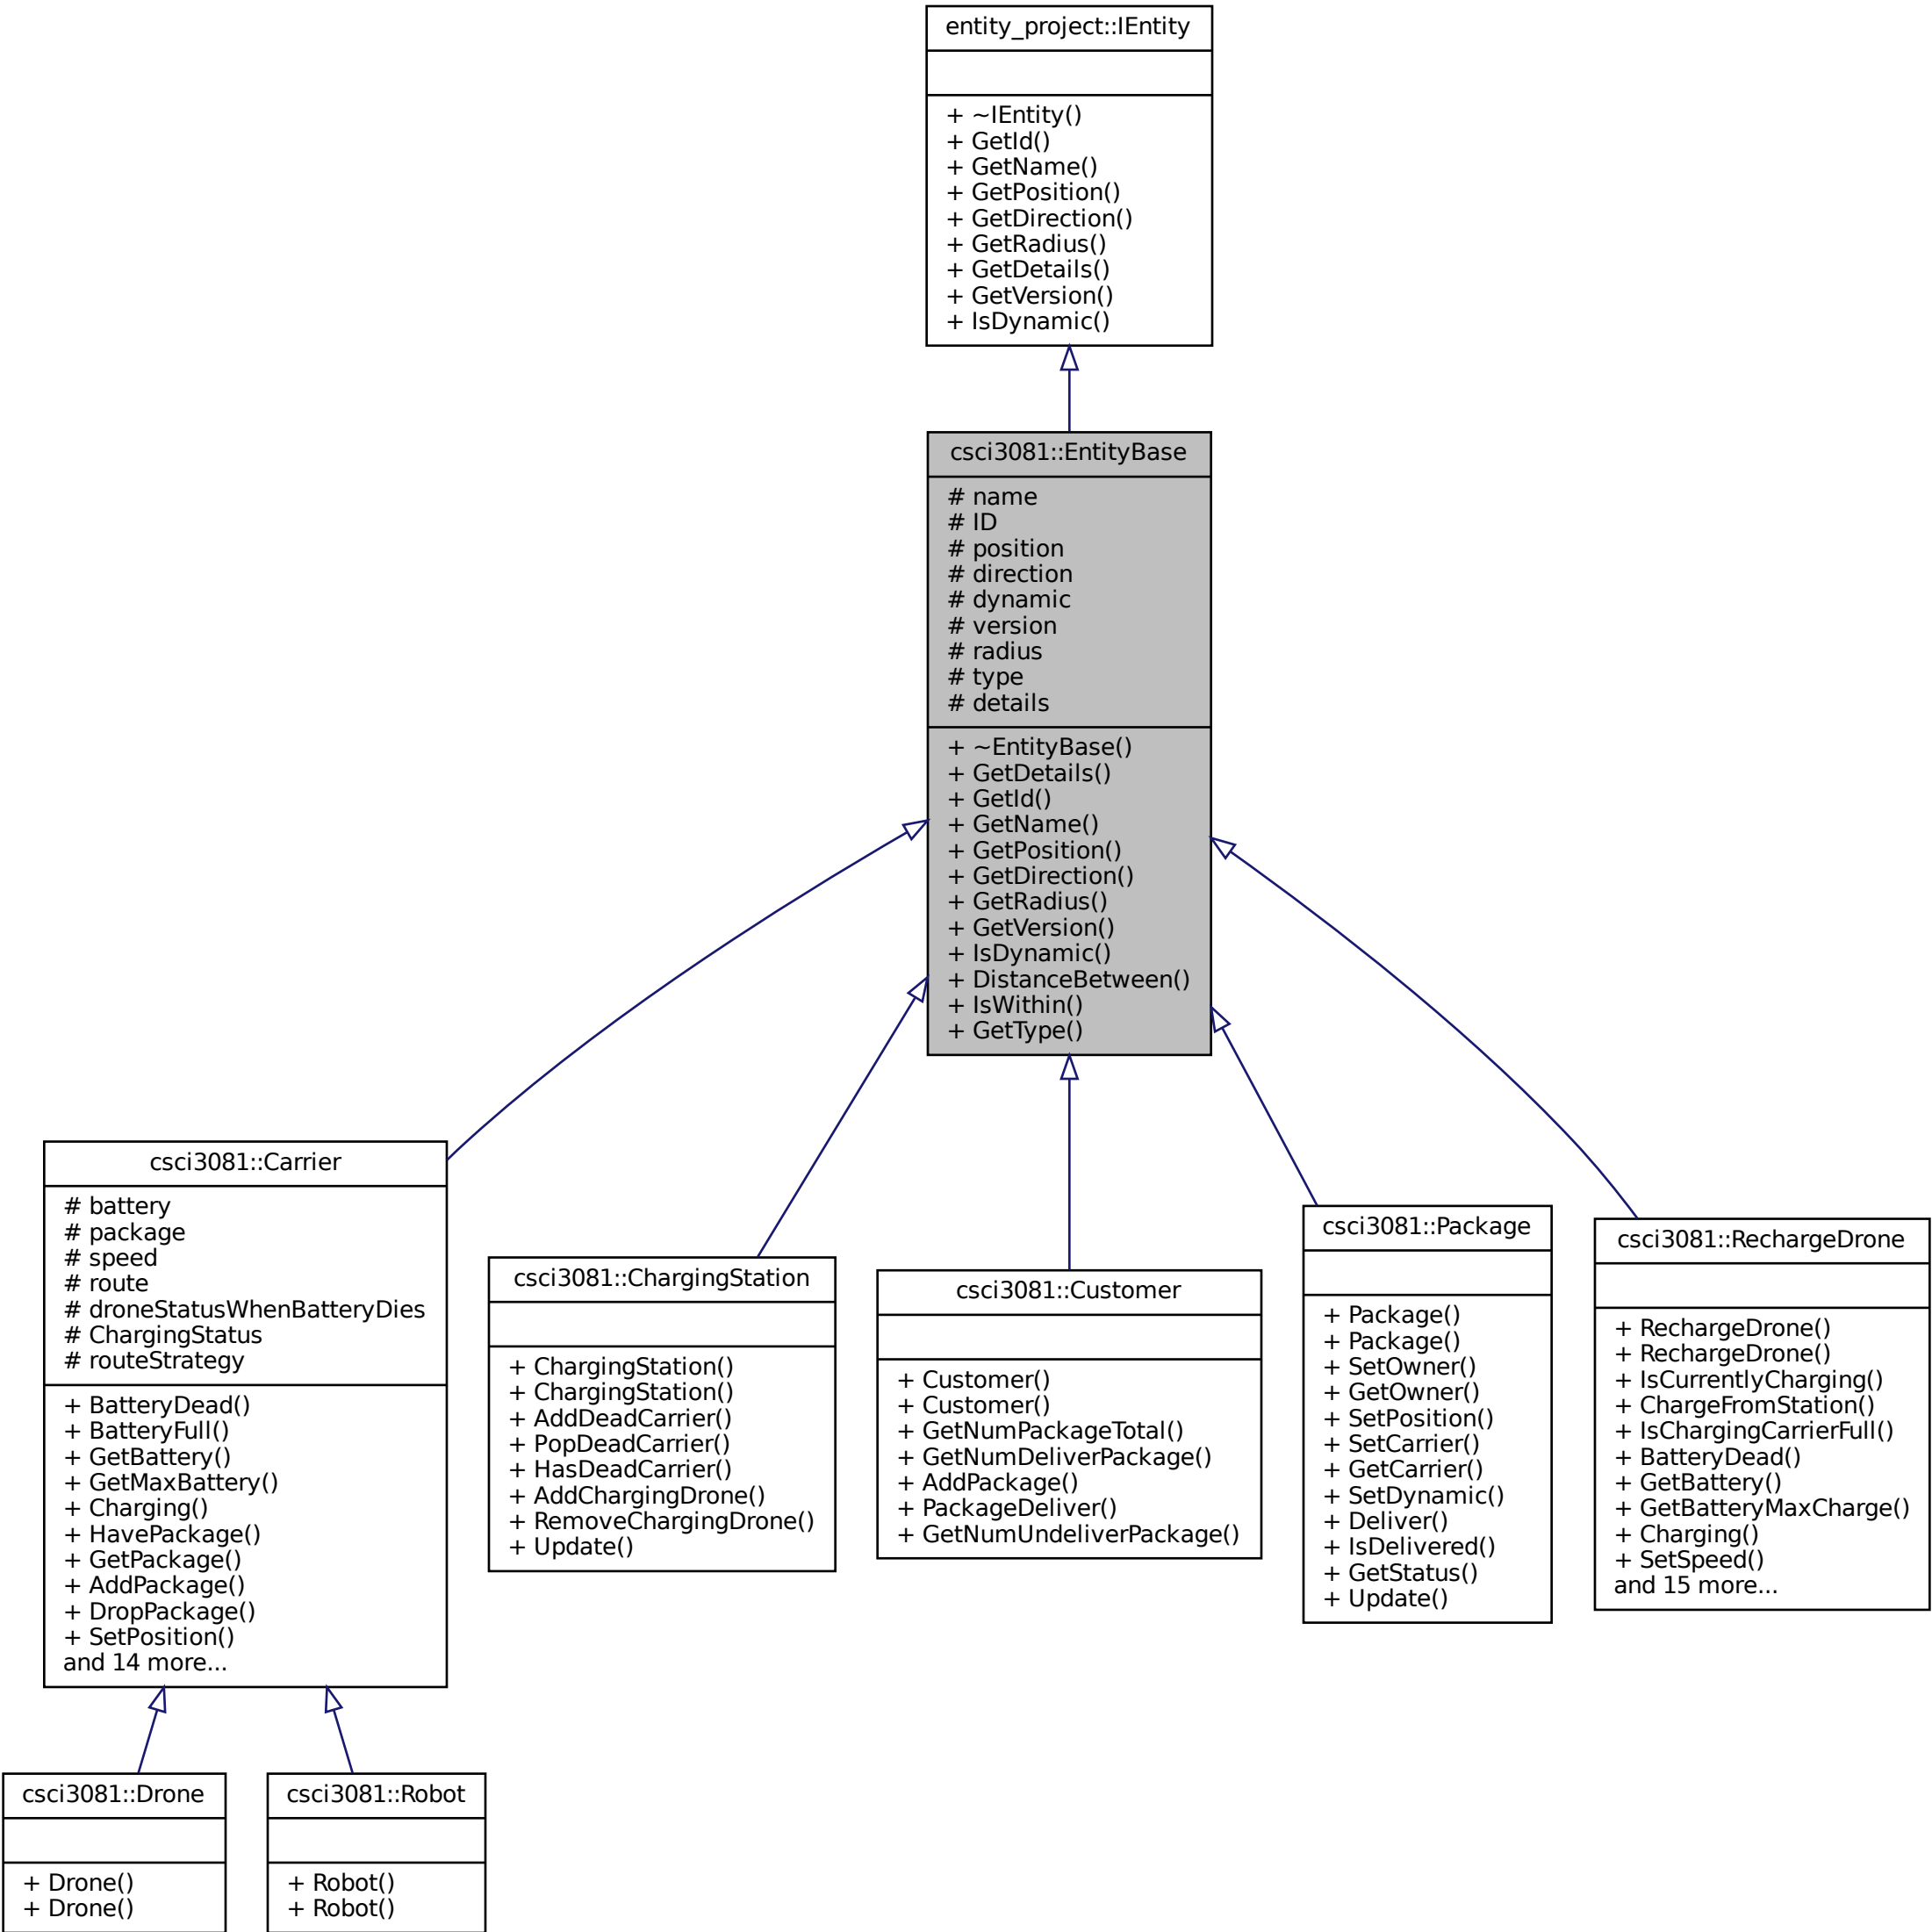 entity_project::IEntity
+ ~IEntity()
+ GetId()
+ GetName()
+ GetPosition()
+ GetDirection()
+ GetRadius()
+ GetDetails()
+ GetVersion()
+ IsDynamic()
csci3081::EntityBase
# name
# ID
# position
# direction
# dynamic
# version
# radius
# type
# details
+ ~EntityBase()
+ GetDetails()
+ GetId()
+ GetName()
+ GetPosition()
+ GetDirection()
+ GetRadius()
+ GetVersion()
+ IsDynamic()
+ DistanceBetween()
+ IsWithin()
+ GetType()
csci3081::Carrier
# battery
# package
# speed
# route
# droneStatusWhenBatteryDies
# ChargingStatus
# routeStrategy
+ BatteryDead()
+ BatteryFull()
+ GetBattery()
+ GetMaxBattery()
+ Charging()
+ HavePackage()
+ GetPackage()
+ AddPackage()
+ DropPackage()
+ SetPosition()
and 14 more...
csci3081::ChargingStation
+ ChargingStation()
+ ChargingStation()
+ AddDeadCarrier()
+ PopDeadCarrier()
+ HasDeadCarrier()
+ AddChargingDrone()
+ RemoveChargingDrone()
+ Update()
csci3081::Customer
+ Customer()
+ Customer()
+ GetNumPackageTotal()
+ GetNumDeliverPackage()
+ AddPackage()
+ PackageDeliver()
+ GetNumUndeliverPackage()
csci3081::Package
+ Package()
+ Package()
+ SetOwner()
+ GetOwner()
+ SetPosition()
+ SetCarrier()
+ GetCarrier()
+ SetDynamic()
+ Deliver()
+ IsDelivered()
+ GetStatus()
+ Update()
csci3081::RechargeDrone
+ RechargeDrone()
+ RechargeDrone()
+ IsCurrentlyCharging()
+ ChargeFromStation()
+ IsChargingCarrierFull()
+ BatteryDead()
+ GetBattery()
+ GetBatteryMaxCharge()
+ Charging()
+ SetSpeed()
and 15 more...
csci3081::Drone
+ Drone()
+ Drone()
csci3081::Robot
+ Robot()
+ Robot()